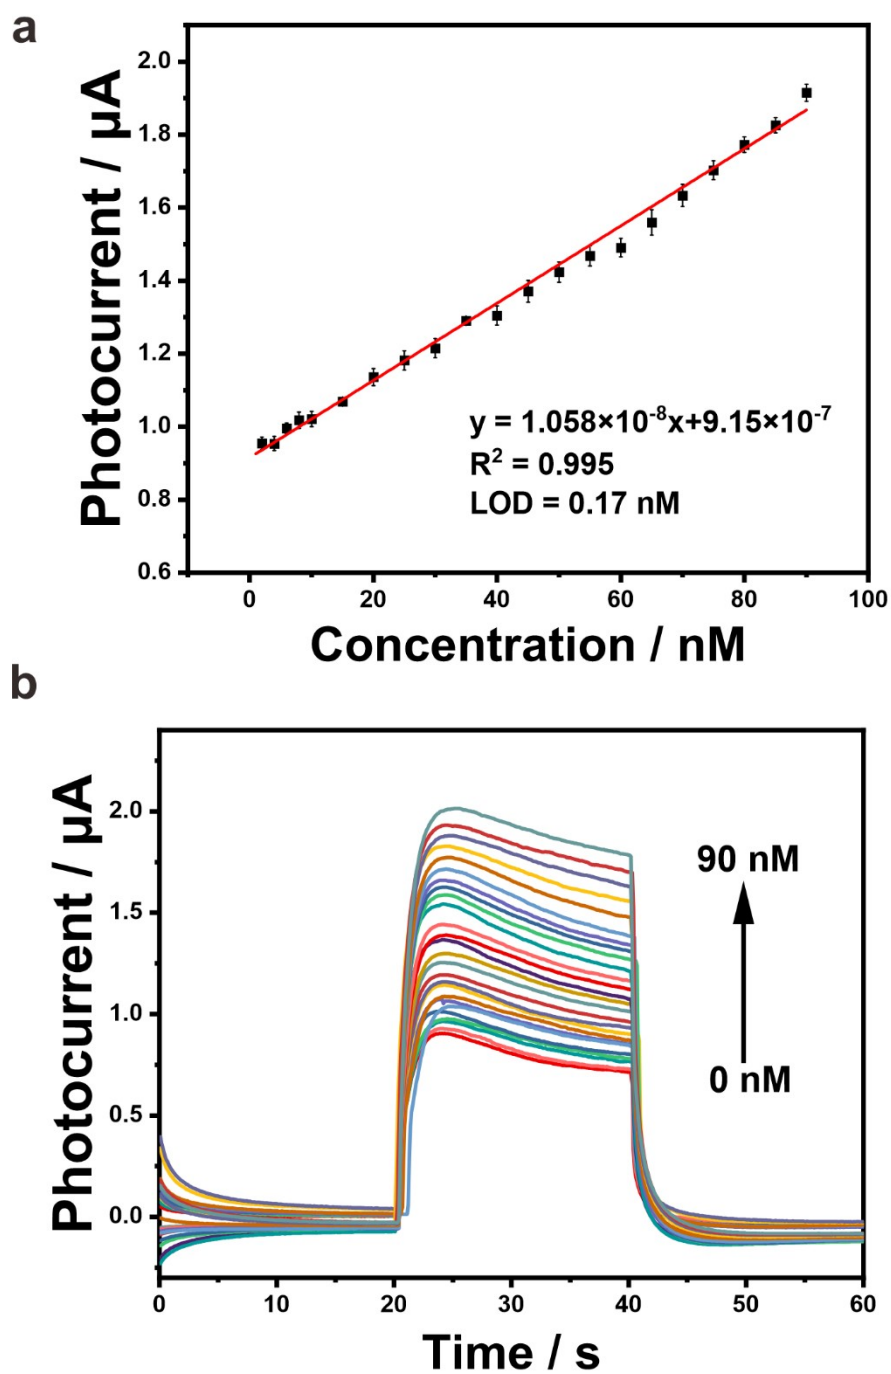 a
Photocurrent / μA
2.0
1.8
1.6
1.4
1.2
1.0
0.8
0.6
y = 1.058×10⁻⁸x+9.15×10⁻⁷
R² = 0.995
LOD = 0.17 nM
0 20 40 60 80 100
Concentration / nM
b
Photocurrent / μA
2.0
1.5
1.0
0.5
0.0
90 nM
0 nM
0 10 20 30 40 50 60
Time / s